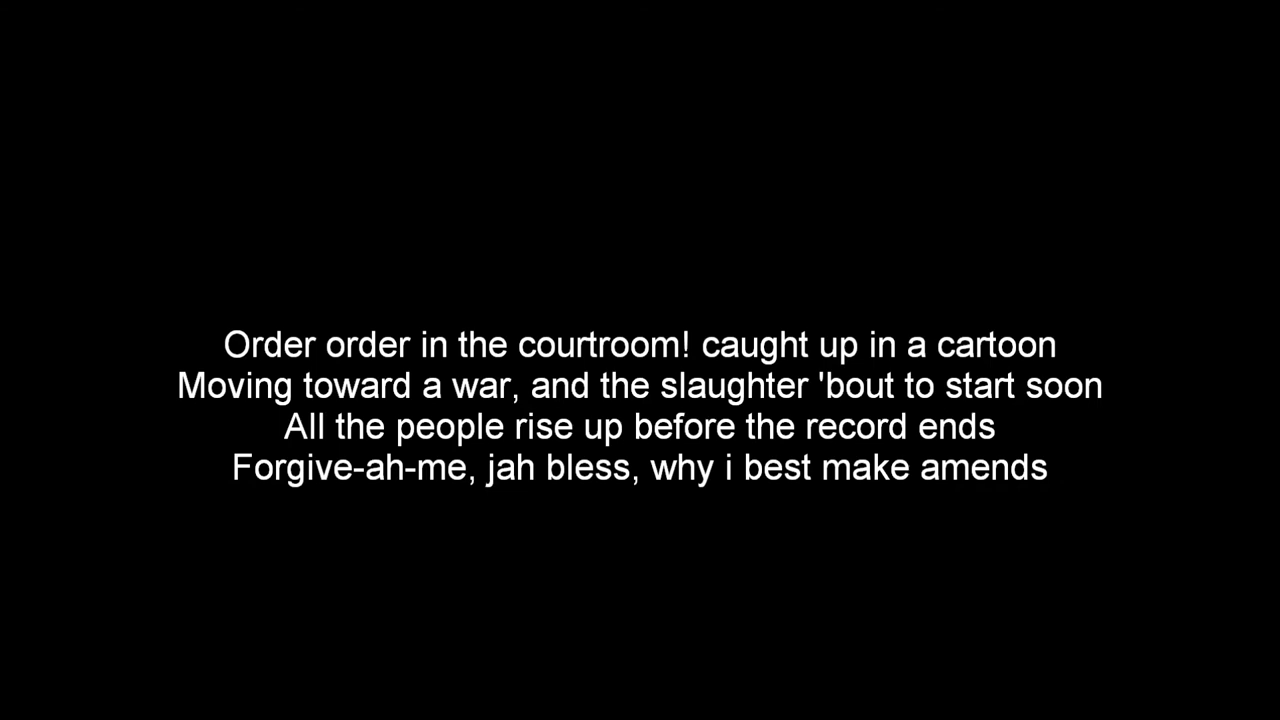 Order order in the courtroom! caught up in a cartoon
Moving toward a war, and the slaughter 'bout to start soon
All the people rise up before the record ends
Forgive-ah-me, jah bless, why i best make amends